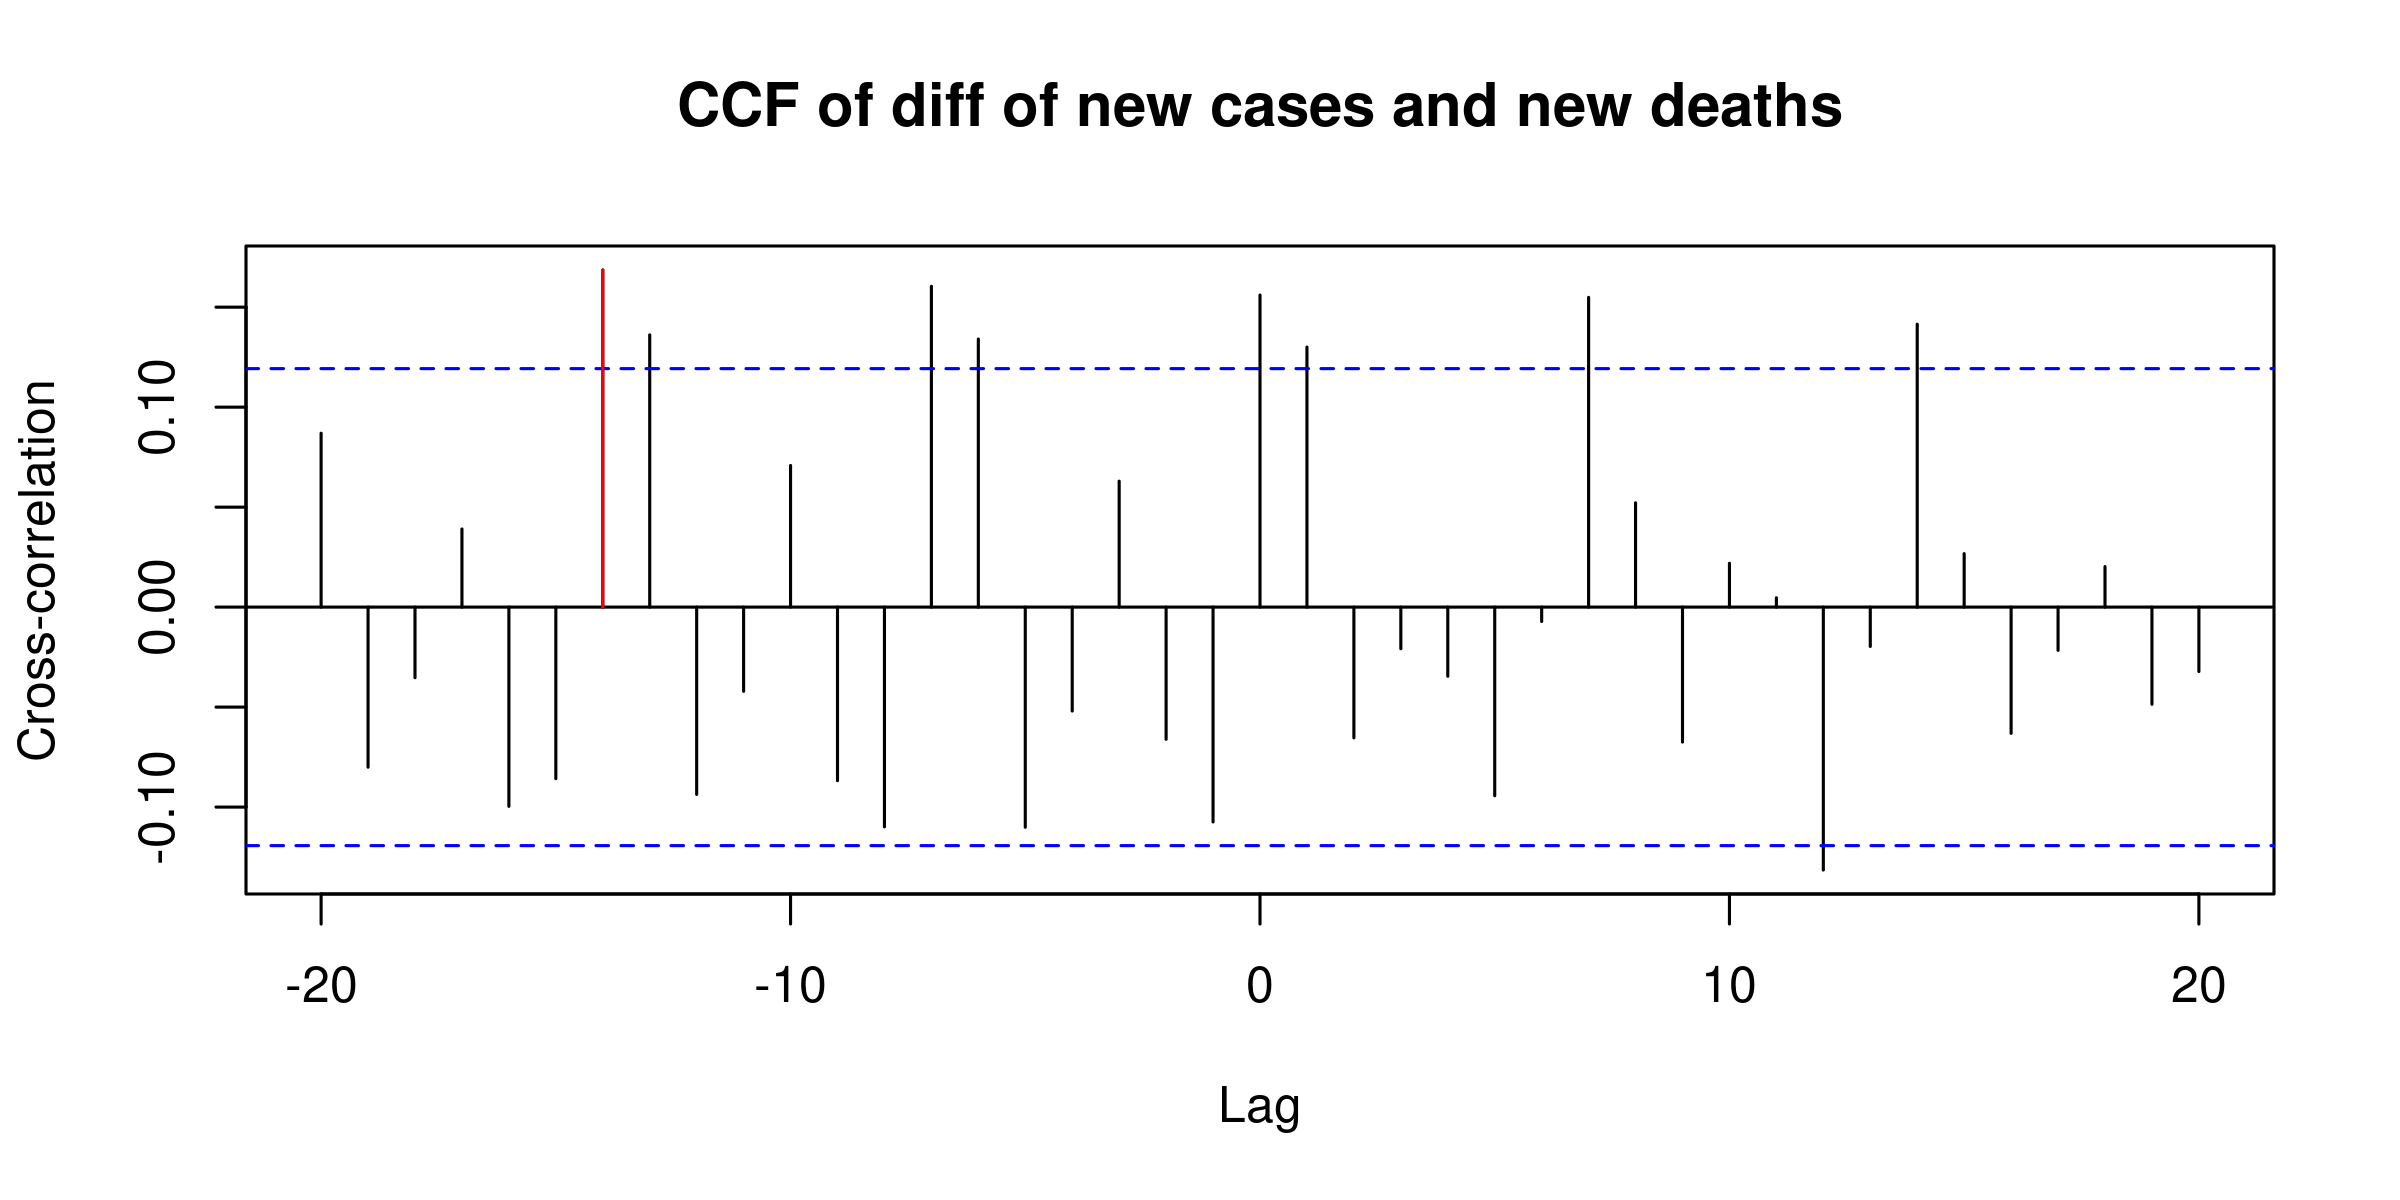 CCF of diff of new cases and new deaths
Cross-correlation
0.10
0.00
-0.10
-20 -10 0 10 20
Lag